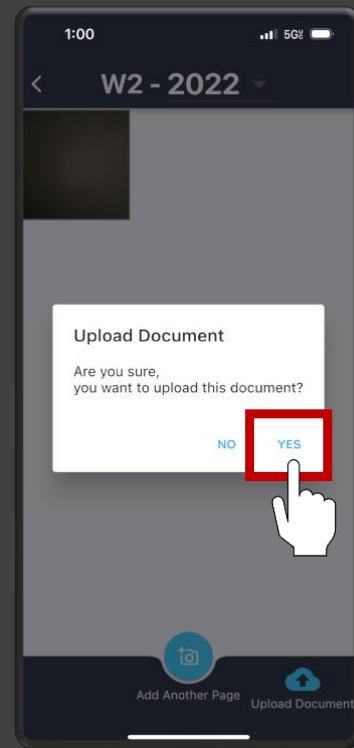 1:00
5G
W2 - 2022
Upload Document
Are you sure,
you want to upload this document?
NO YES
Add Another Page
Upload Document